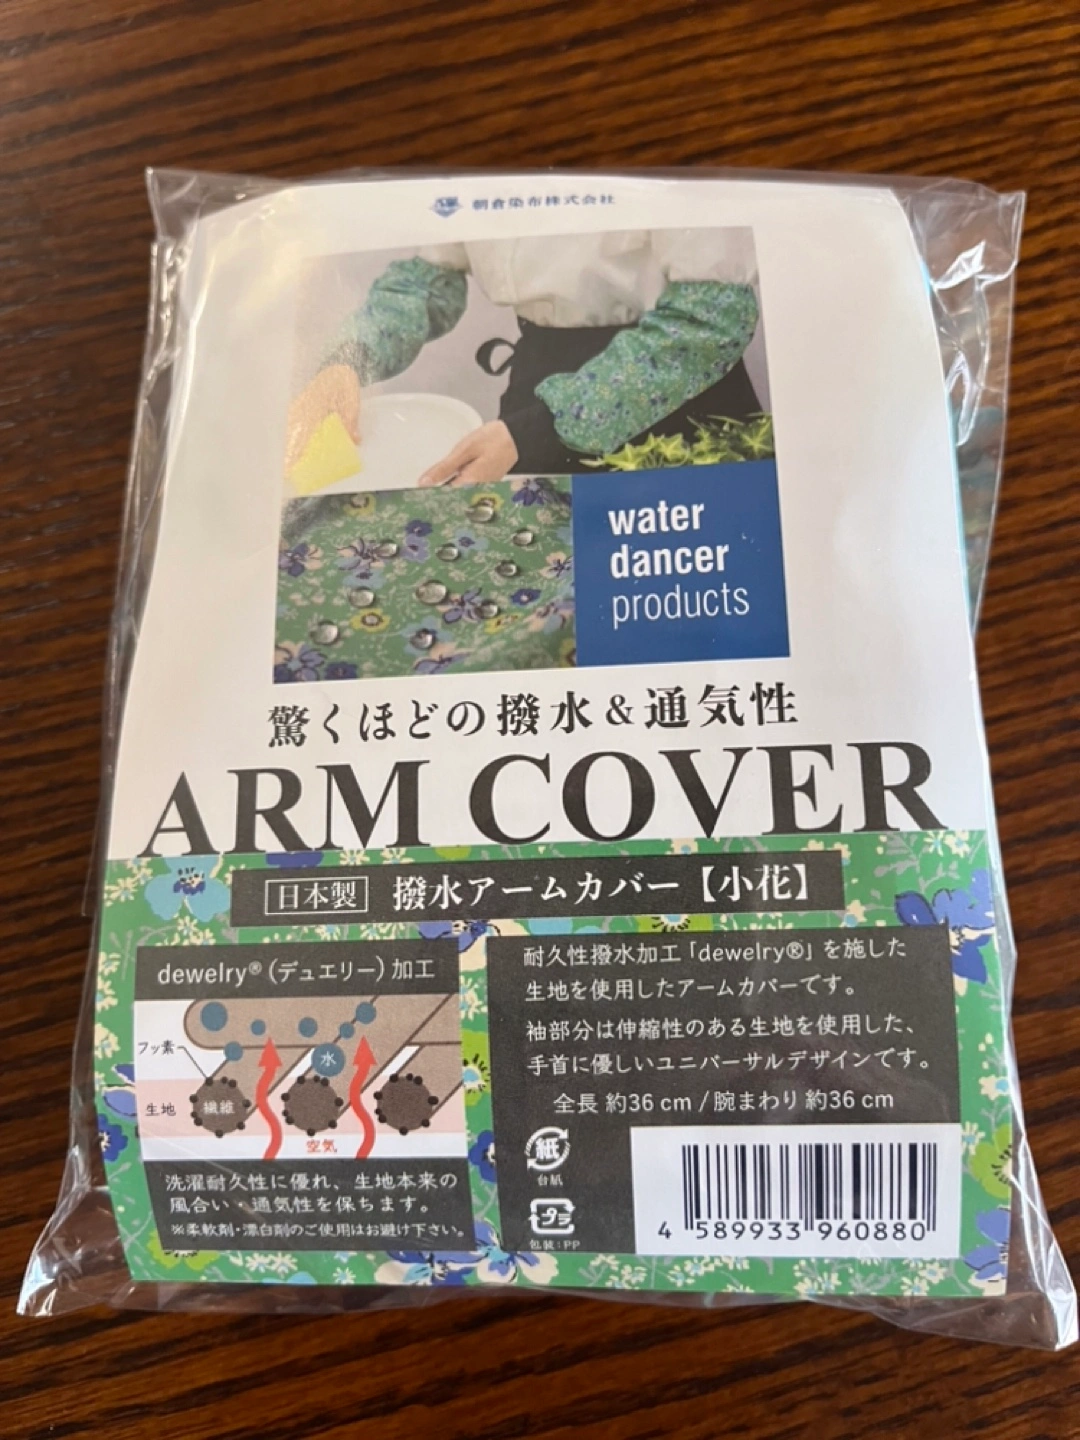 朝倉染布株式会社
water
dancer
products
驚くほどの撥水&通気性
ARM COVER
日本製 撥水アームカバー【小花】
dewelry®(デュエリー)加工
フッ素
水
生地
繊維
空気
洗濯耐久性に優れ、生地本来の
風合い・通気性を保ちます。
※柔軟剤・漂白剤のご使用はお避け下さい。
耐久性撥水加工「dewelry®」を施した
生地を使用したアームカバーです。
袖部分は伸縮性のある生地を使用した、
手首に優しいユニバーサルデザインです。
全長 約36 cm / 腕まわり 約36 cm
紙
台紙
プラ
包装:PP
4 589933 960880